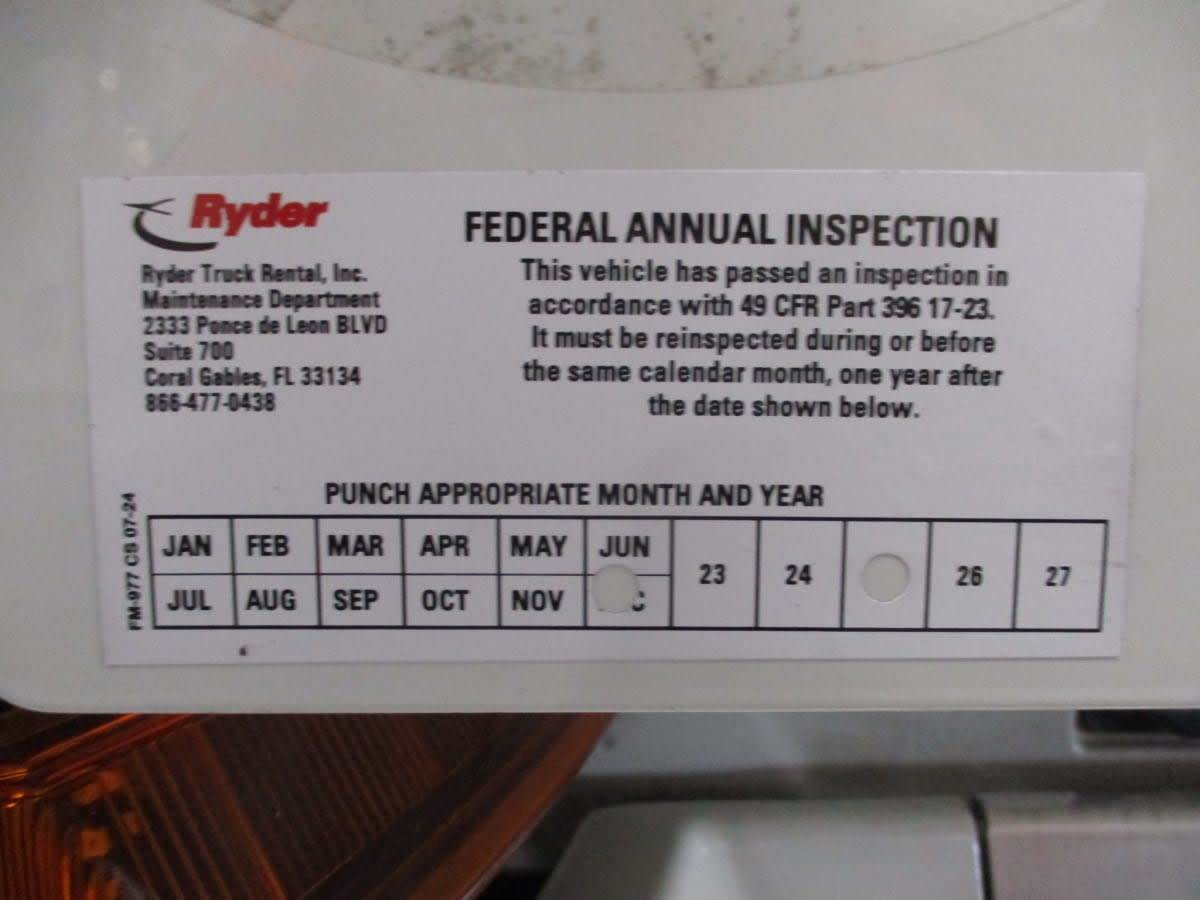 Ryder
Ryder Truck Rental, Inc.
Maintenance Department
2333 Ponce de Leon BLVD
Suite 700
Coral Gables, FL 33134
866-477-0438
FEDERAL ANNUAL INSPECTION
This vehicle has passed an inspection in
accordance with 49 CFR Part 396 17-23.
It must be reinspected during or before
the same calendar month, one year after
the date shown below.
PUNCH APPROPRIATE MONTH AND YEAR
FM-977 CS 07-24
JAN FEB MAR APR MAY JUN
JUL AUG SEP OCT NOV
23 24 26 27